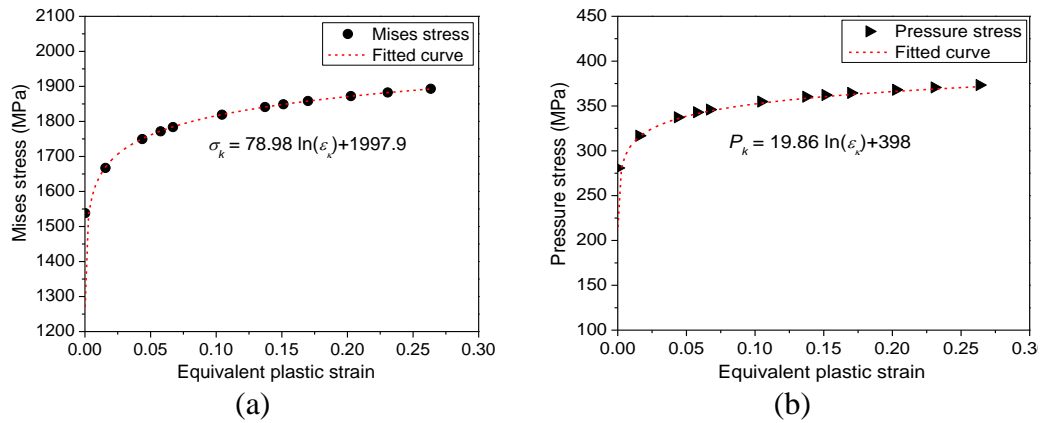 2100
2000
1900
1800
1700
1600
1500
1400
1300
1200
Mises stress (MPa)
Mises stress
Fitted curve
σk = 78.98 ln(εk)+1997.9
0.00 0.05 0.10 0.15 0.20 0.25 0.30
Equivalent plastic strain
(a)
450
400
350
300
250
200
150
100
Pressure stress (MPa)
Pressure stress
Fitted curve
Pk = 19.86 ln(εk)+398
0.00 0.05 0.10 0.15 0.20 0.25 0.3
Equivalent plastic strain
(b)